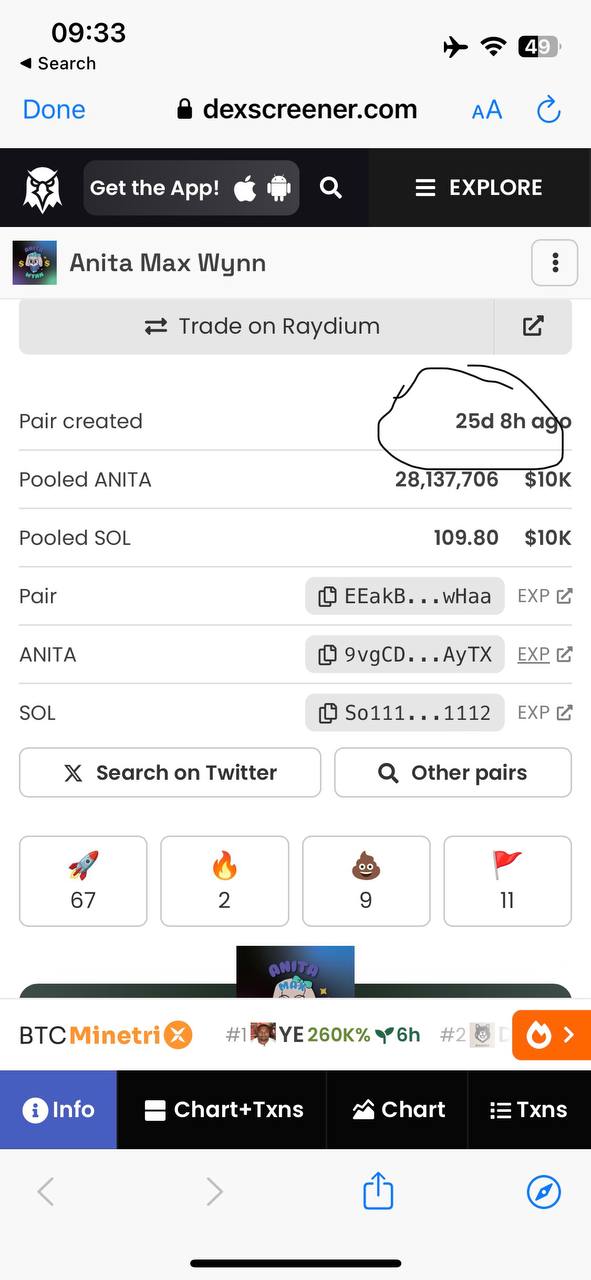 09:33
49
Search
Done dexscreener.com AA
Get the App! EXPLORE
Anita Max Wynn
Trade on Raydium
Pair created 25d 8h ago
Pooled ANITA 28,137,706 $10K
Pooled SOL 109.80 $10K
Pair EEakB...wHaa EXP
ANITA 9vgCD...AyTX EXP
SOL So111...1112 EXP
Search on Twitter Other pairs
67 2 9 11
ANITA
MAX
BTCMinetrix #1 YE 260K% 6h #2 D
Info Chart+Txns Chart Txns